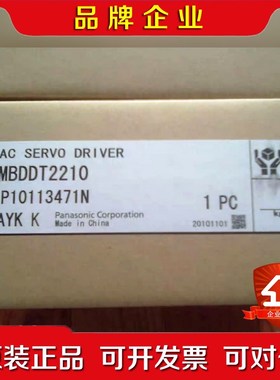 品牌企业
AC SERVO DRIVER
MBDDT2210
P10113471N
AYK K
Panasonic Corporation
Made in China
20101101
1 PC
装正品 可开发票 可对